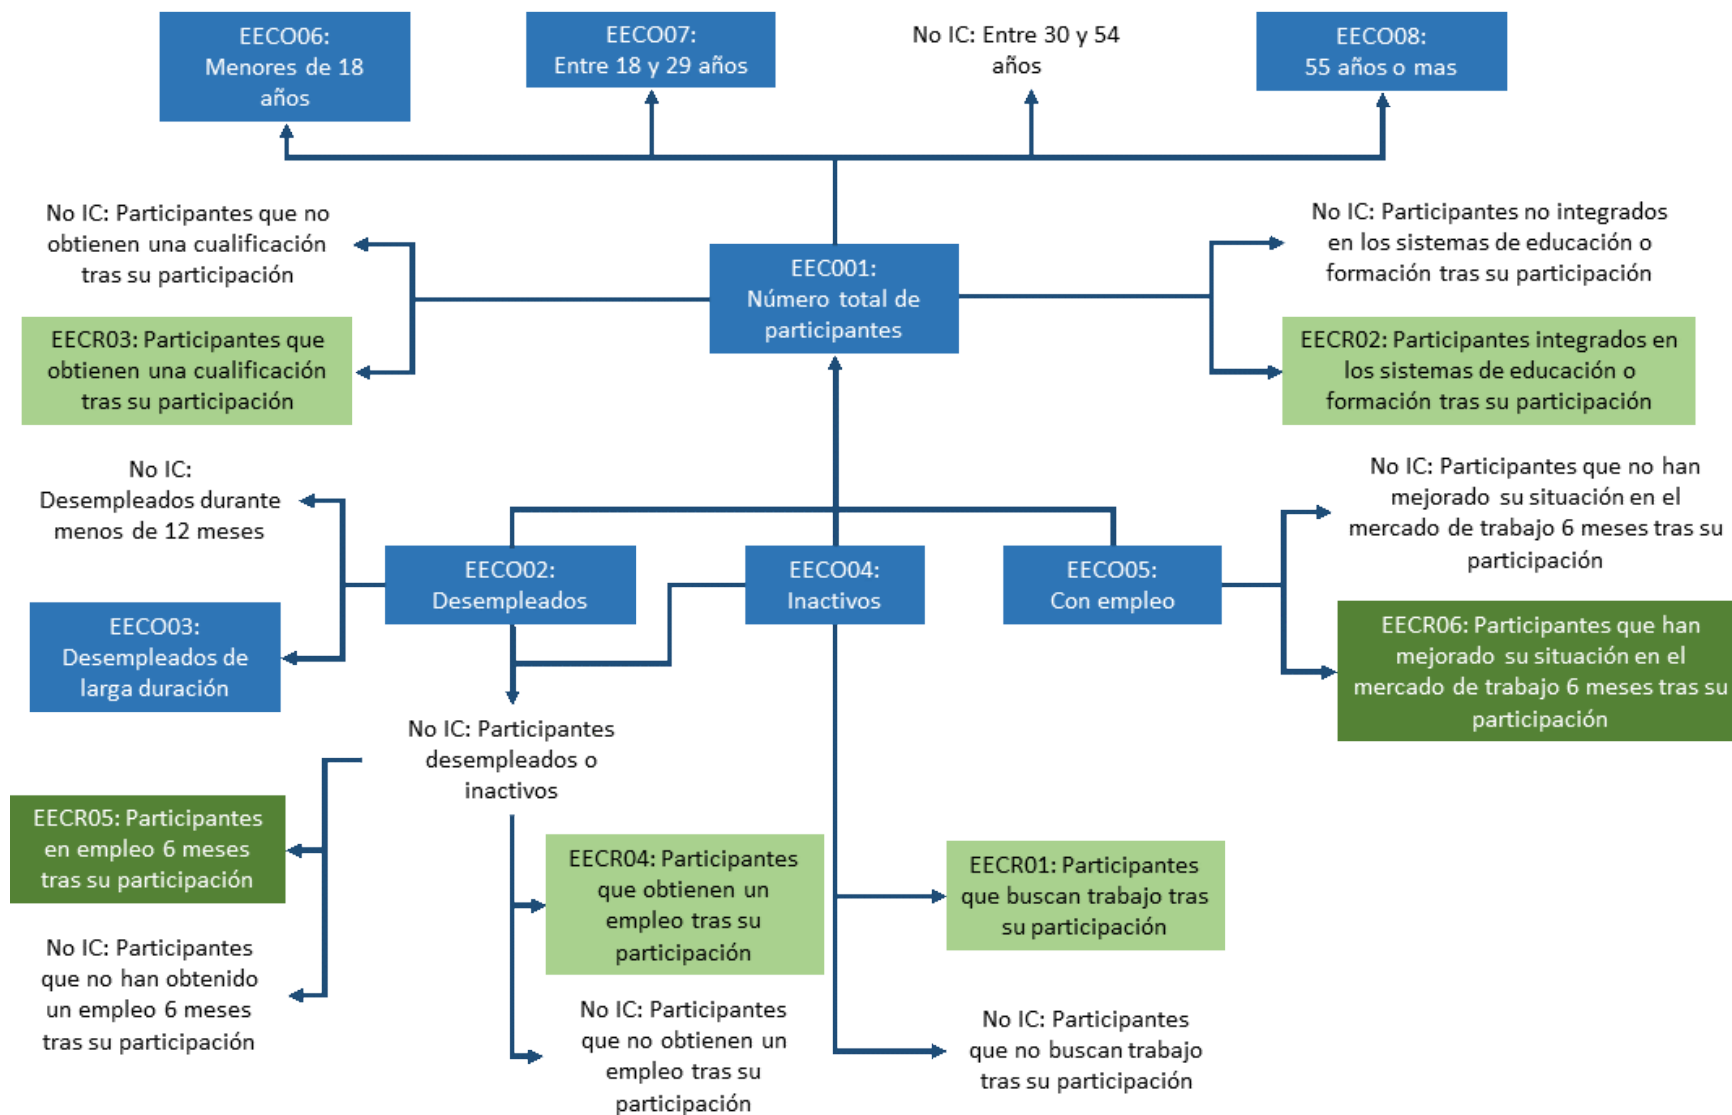 EECO06:
Menores de 18
años
EECO07:
Entre 18 y 29 años
No IC: Entre 30 y 54
años
EECO08:
55 años o mas
No IC: Participantes que no
obtienen una cualificación
tras su participación
EEC001:
Número total de
participantes
No IC: Participantes no integrados
en los sistemas de educación o
formación tras su participación
EECR03: Participantes que
obtienen una cualificación
tras su participación
EECR02: Participantes integrados en
los sistemas de educación o
formación tras su participación
No IC:
Desempleados durante
menos de 12 meses
No IC: Participantes que no han
mejorado su situación en el
mercado de trabajo 6 meses tras su
participación
EECO02:
Desempleados
EECO04:
Inactivos
EECO05:
Con empleo
EECO03:
Desempleados de
larga duración
EECR06: Participantes que han
mejorado su situación en el
mercado de trabajo 6 meses tras su
participación
No IC: Participantes
desempleados o
inactivos
EECR05: Participantes
en empleo 6 meses
tras su participación
EECR04: Participantes
que obtienen un
empleo tras su
participación
EECR01: Participantes
que buscan trabajo tras
su participación
No IC: Participantes
que no han obtenido
un empleo 6 meses
tras su participación
No IC: Participantes
que no obtienen un
empleo tras su
participación
No IC: Participantes
que no buscan trabajo
tras su participación